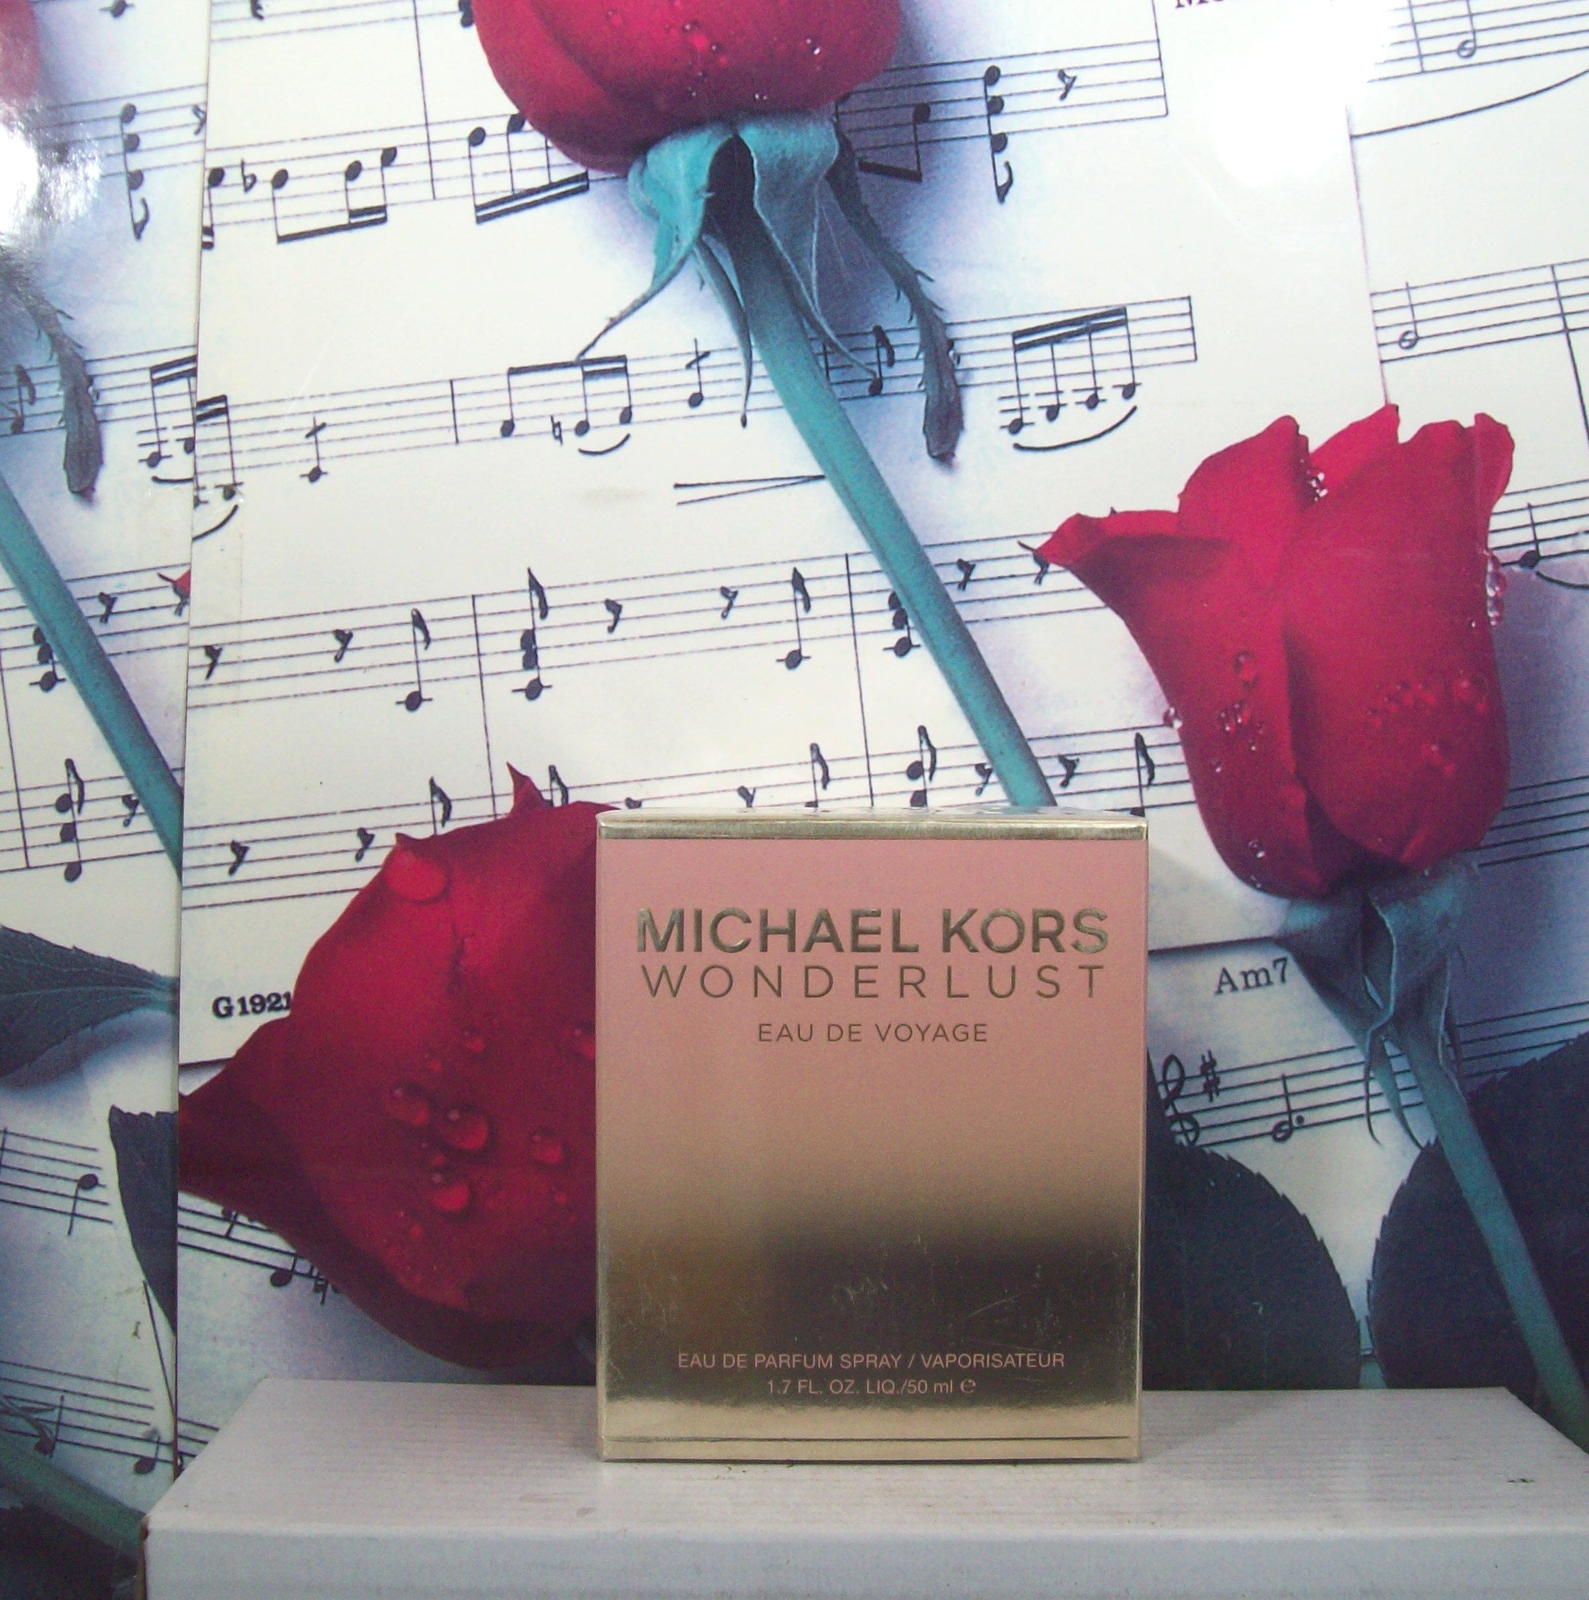 G1921
Am7
MICHAEL KORS
WONDERLUST
EAU DE VOYAGE
EAU DE PARFUM SPRAY / VAPORISATEUR
1.7 FL. OZ. LIQ./50 ml ℮